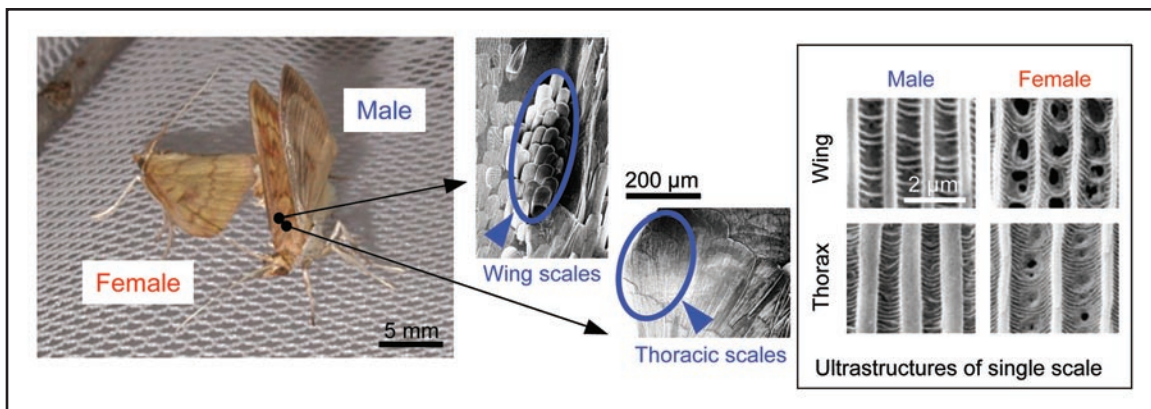 Male
Female
5 mm
Wing scales
200 µm
Thoracic scales
Male
Female
Wing
2 µm
Thorax
Ultrastructures of single scale